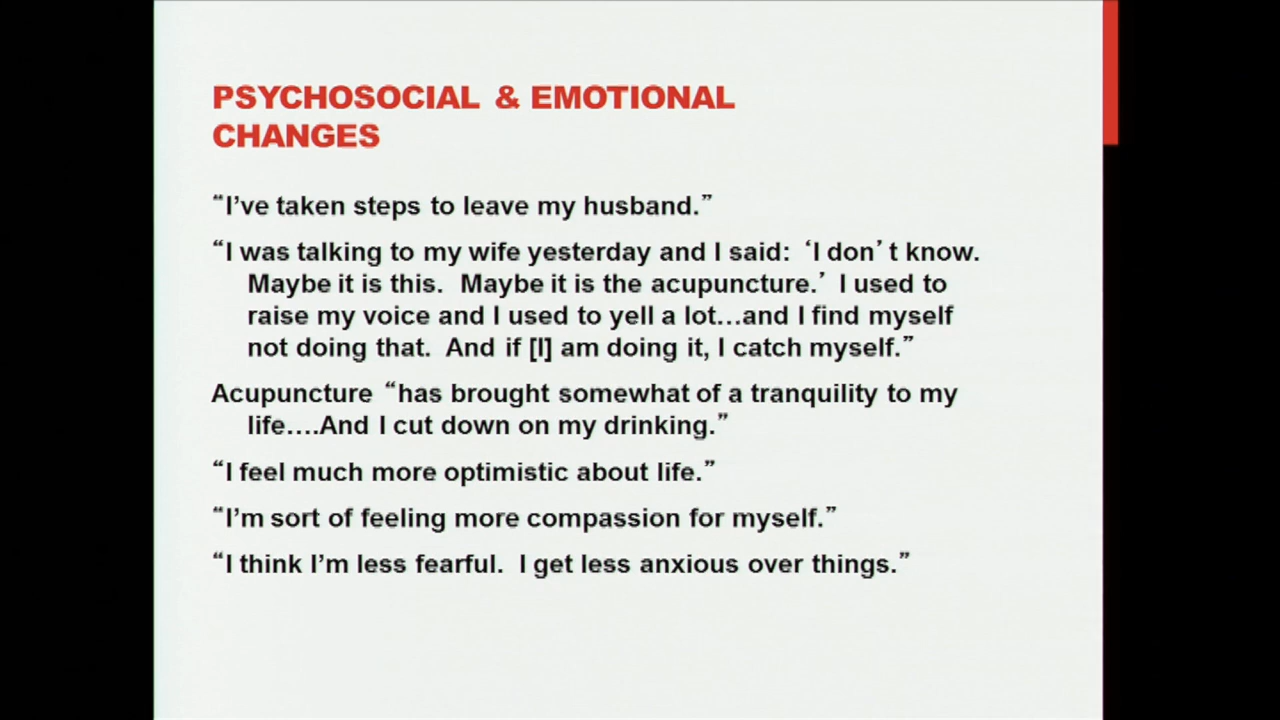 PSYCHOSOCIAL & EMOTIONAL
CHANGES
“I’ve taken steps to leave my husband.”
“I was talking to my wife yesterday and I said: ‘I don’t know.
Maybe it is this. Maybe it is the acupuncture.’ I used to
raise my voice and I used to yell a lot…and I find myself
not doing that. And if [I] am doing it, I catch myself.”
Acupuncture “has brought somewhat of a tranquility to my
life….And I cut down on my drinking.”
“I feel much more optimistic about life.”
“I’m sort of feeling more compassion for myself.”
“I think I’m less fearful. I get less anxious over things.”